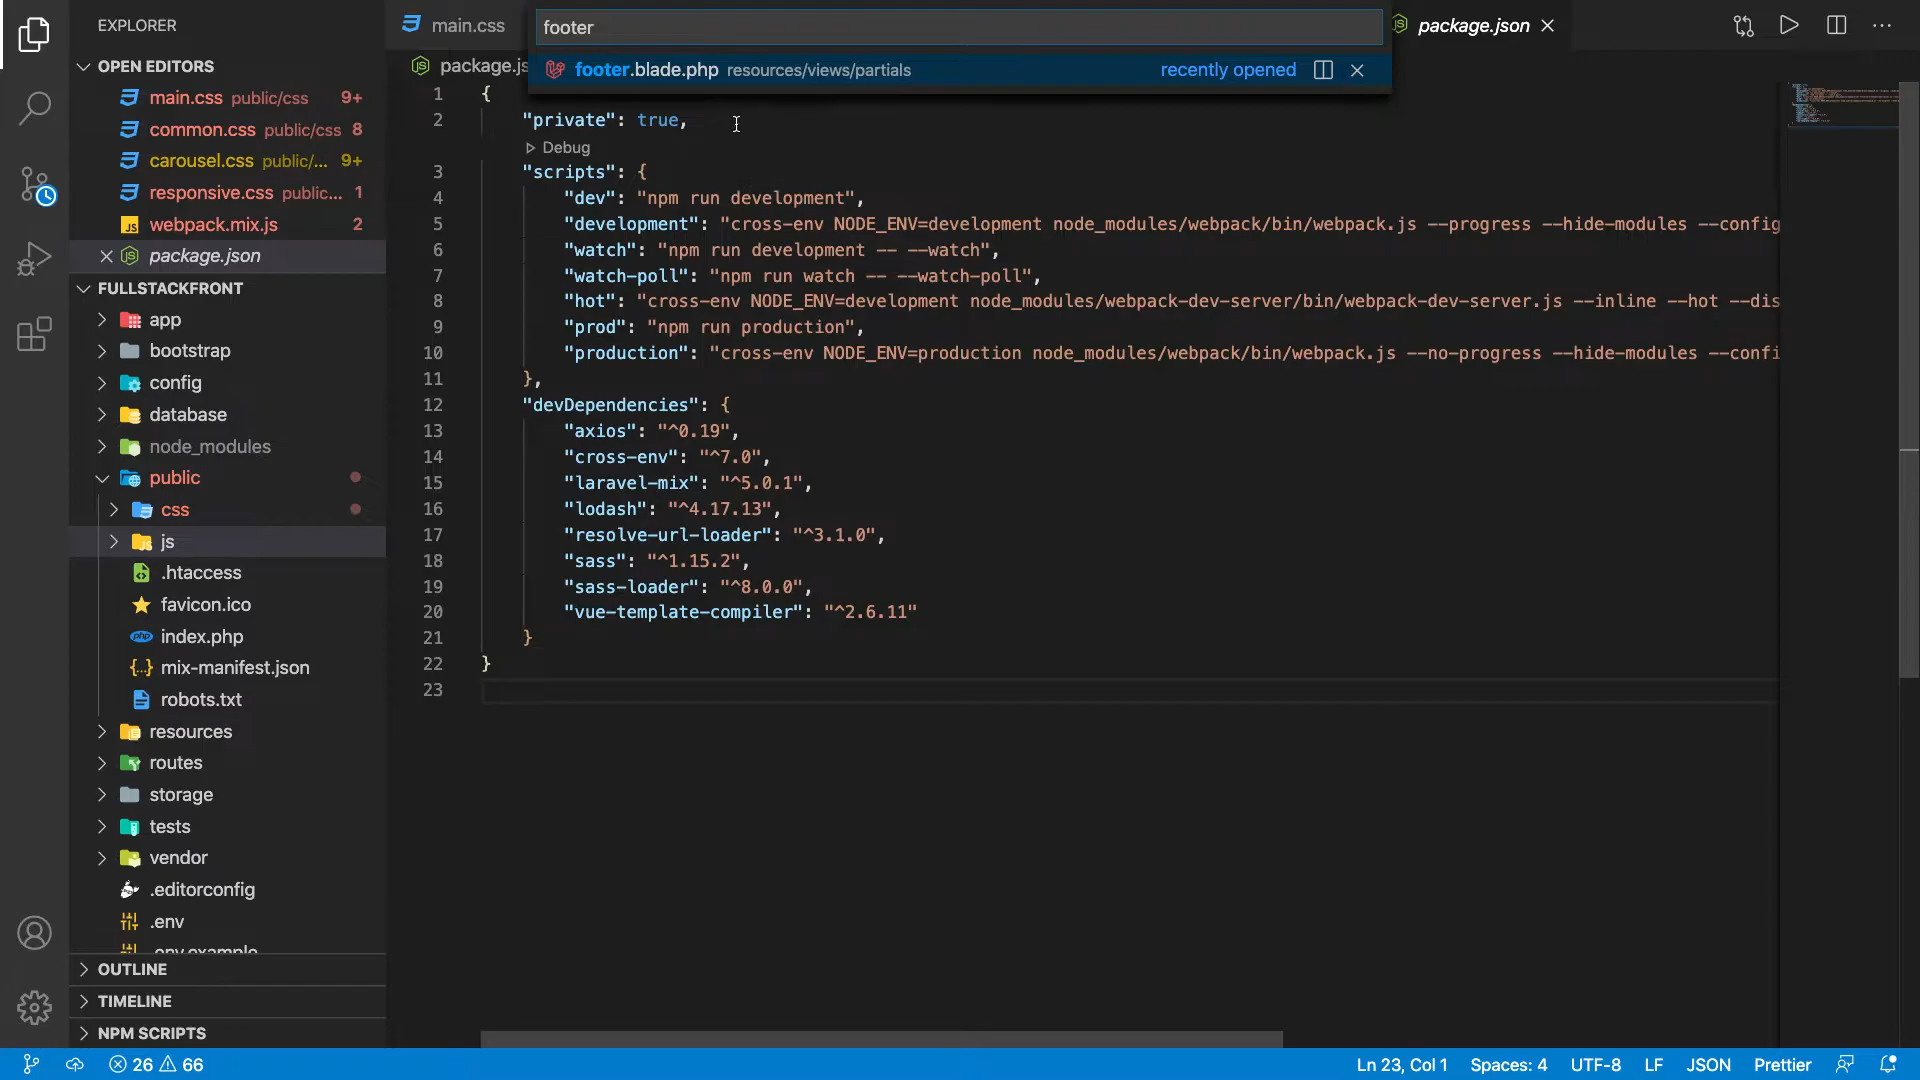 EXPLORER
OPEN EDITORS
main.css public/css 9+
common.css public/css 8
carousel.css public/... 9+
responsive.css public... 1
webpack.mix.js 2
package.json
FULLSTACKFRONT
app
bootstrap
config
database
node_modules
public
css
js
.htaccess
favicon.ico
index.php
mix-manifest.json
robots.txt
resources
routes
storage
tests
vendor
.editorconfig
.env
.env.example
OUTLINE
TIMELINE
NPM SCRIPTS
main.css
footer
package.json
package.js
footer.blade.php resources/views/partials recently opened
1 {
2 "private": true,
Debug
3 "scripts": {
4 "dev": "npm run development",
5 "development": "cross-env NODE_ENV=development node_modules/webpack/bin/webpack.js --progress --hide-modules --config
6 "watch": "npm run development -- --watch",
7 "watch-poll": "npm run watch -- --watch-poll",
8 "hot": "cross-env NODE_ENV=development node_modules/webpack-dev-server/bin/webpack-dev-server.js --inline --hot --dis
9 "prod": "npm run production",
10 "production": "cross-env NODE_ENV=production node_modules/webpack/bin/webpack.js --no-progress --hide-modules --confi
11 },
12 "devDependencies": {
13 "axios": "^0.19",
14 "cross-env": "^7.0",
15 "laravel-mix": "^5.0.1",
16 "lodash": "^4.17.13",
17 "resolve-url-loader": "^3.1.0",
18 "sass": "^1.15.2",
19 "sass-loader": "^8.0.0",
20 "vue-template-compiler": "^2.6.11"
21 }
22 }
23
26 66
Ln 23, Col 1 Spaces: 4 UTF-8 LF JSON Prettier